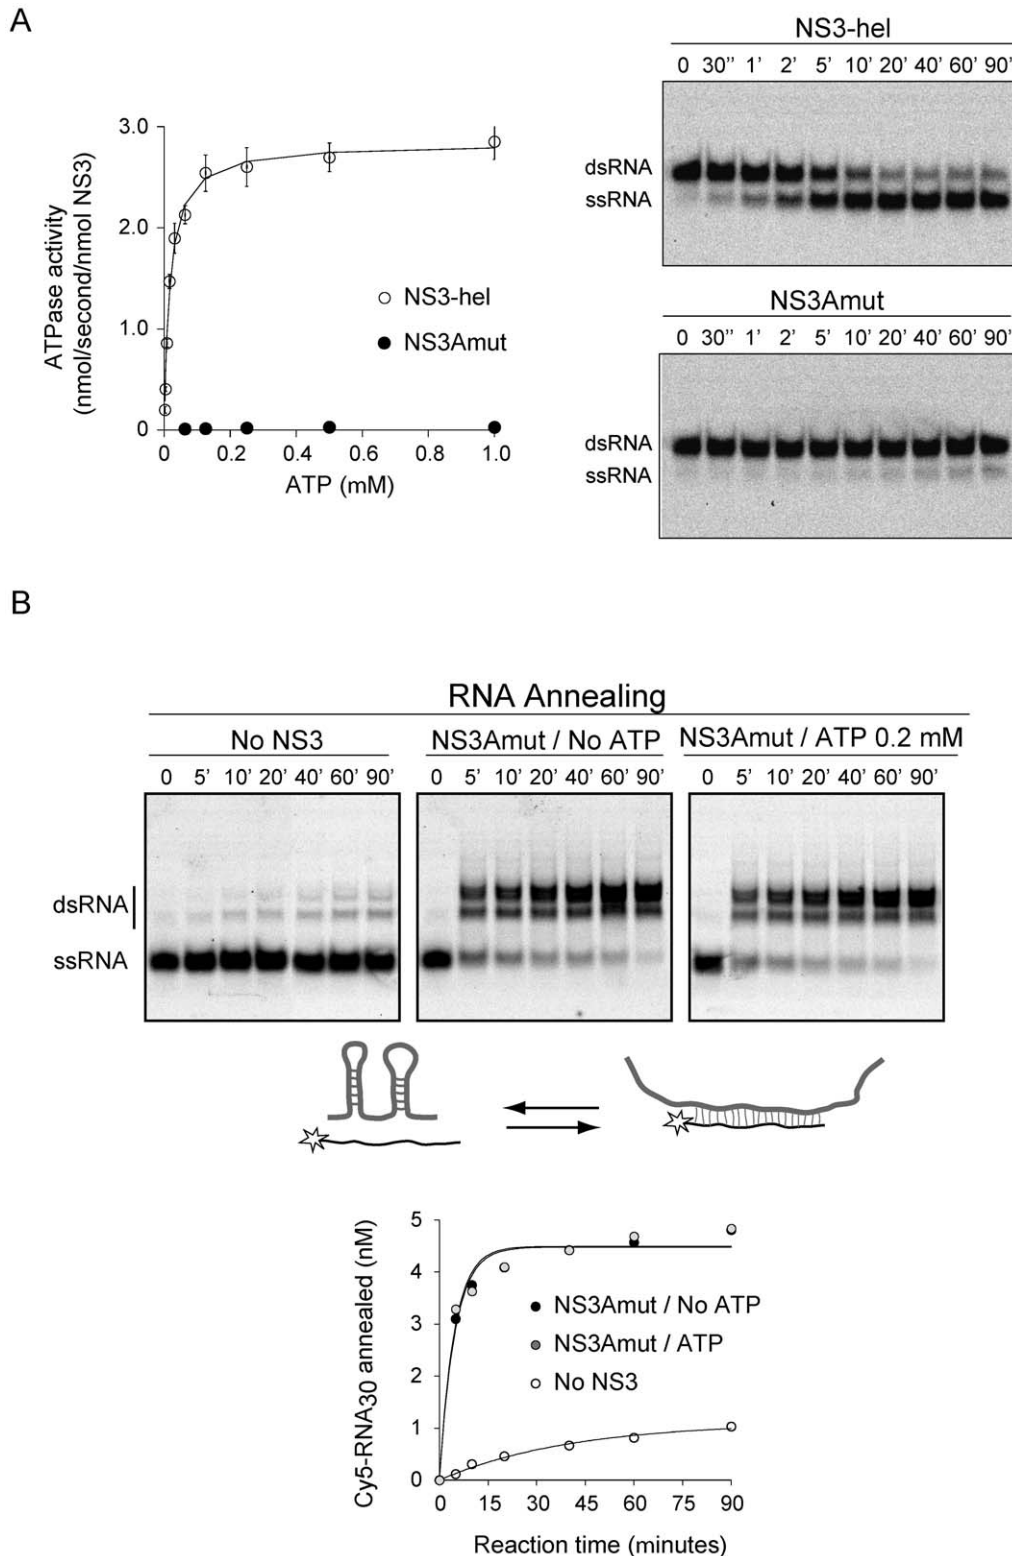 A
ATPase activity
(nmol/second/nmol NS3)
3.0
2.0
1.0
0
0 0.2 0.4 0.6 0.8 1.0
ATP (mM)
NS3-hel
NS3Amut
NS3-hel
0 30'' 1' 2' 5' 10' 20' 40' 60' 90'
dsRNA
ssRNA
NS3Amut
0 30'' 1' 2' 5' 10' 20' 40' 60' 90'
dsRNA
ssRNA
B
RNA Annealing
No NS3
NS3Amut / No ATP
NS3Amut / ATP 0.2 mM
0 5' 10' 20' 40' 60' 90'
0 5' 10' 20' 40' 60' 90'
0 5' 10' 20' 40' 60' 90'
dsRNA
ssRNA
Cy5-RNA30 annealed (nM)
5
4
3
2
1
0
NS3Amut / No ATP
NS3Amut / ATP
No NS3
0 15 30 45 60 75 90
Reaction time (minutes)